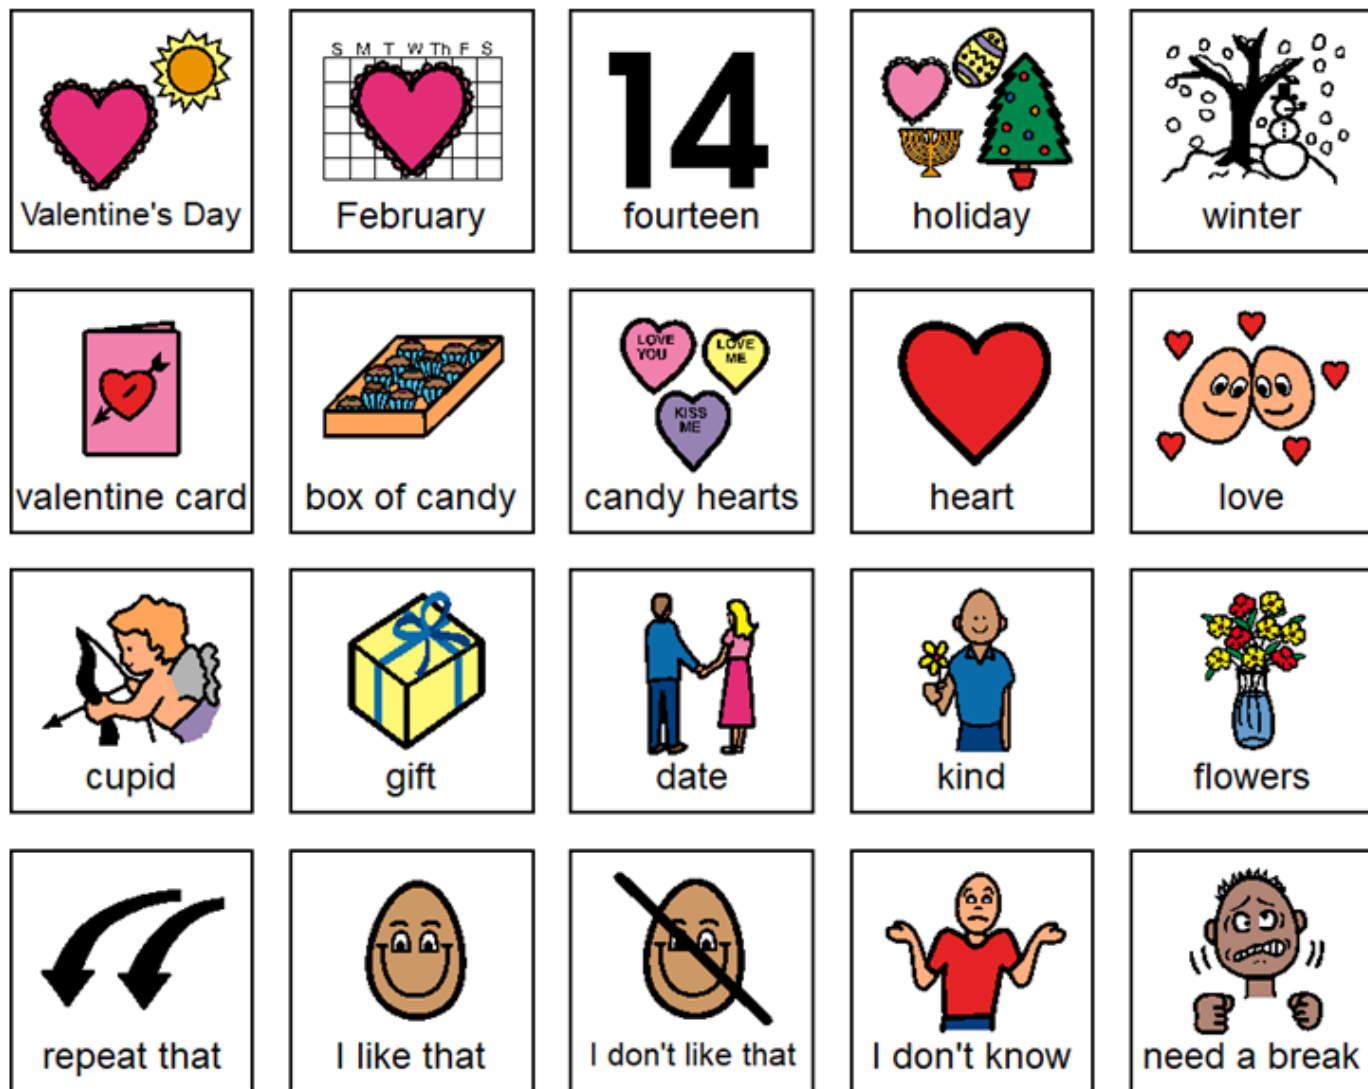 S M T W Th F S
14
Valentine's Day
February
fourteen
holiday
winter
LOVE
YOU
LOVE
ME
KISS
ME
valentine card
box of candy
candy hearts
heart
love
cupid
gift
date
kind
flowers
repeat that
I like that
I don't like that
I don't know
need a break